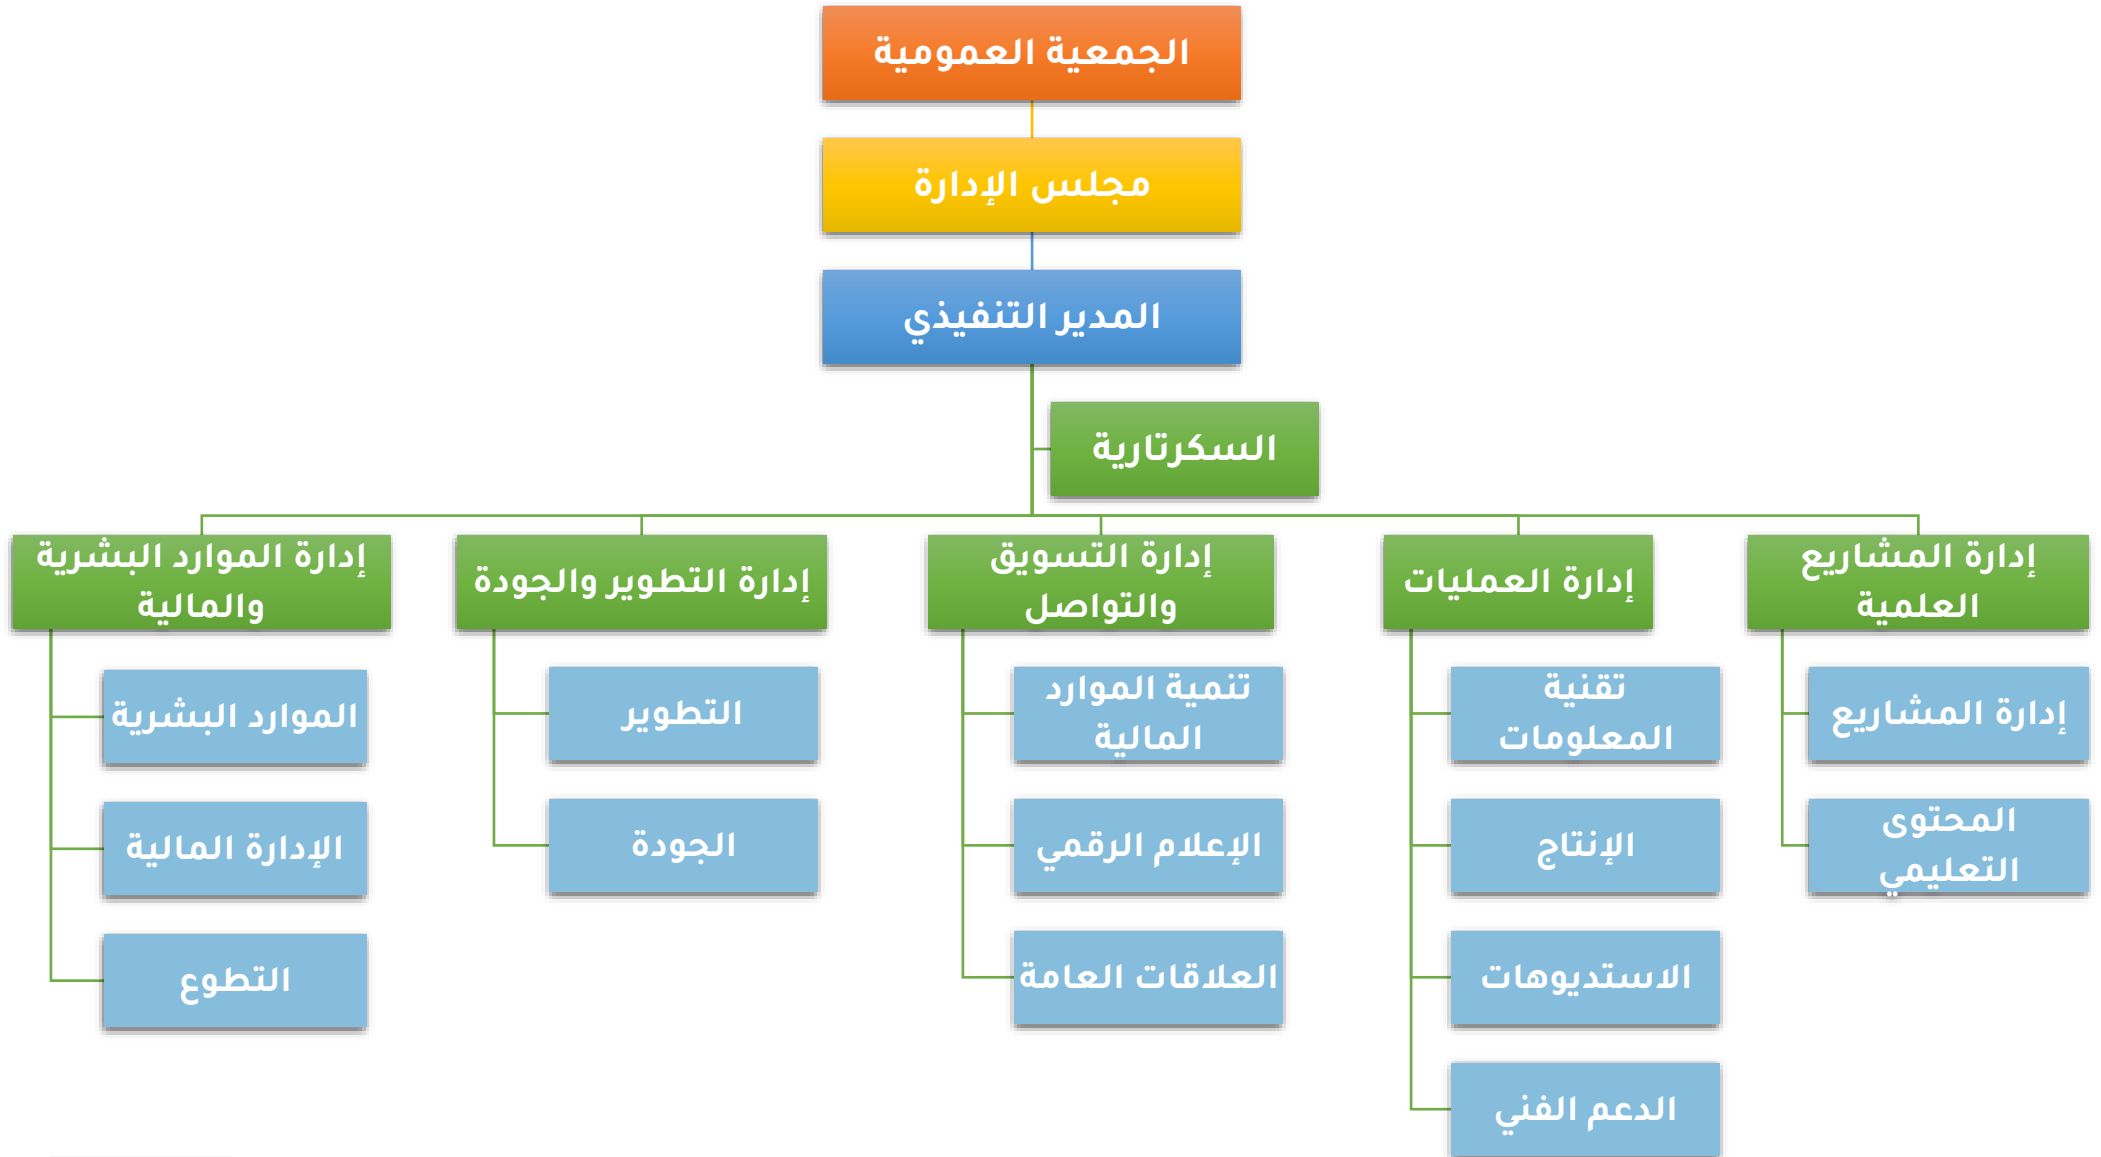 الجمعية العمومية
مجلس الإدارة
المدير التنفيذي
السكرتارية
إدارة المشاريع
العلمية
إدارة المشاريع
المحتوى
التعليمي
إدارة العمليات
تقنية
المعلومات
الإنتاج
الاستديوهات
الدعم الفني
إدارة التسويق
والتواصل
تنمية الموارد
المالية
الإعلام الرقمي
العلاقات العامة
إدارة التطوير والجودة
التطوير
الجودة
إدارة الموارد البشرية
والمالية
الموارد البشرية
الإدارة المالية
التطوع